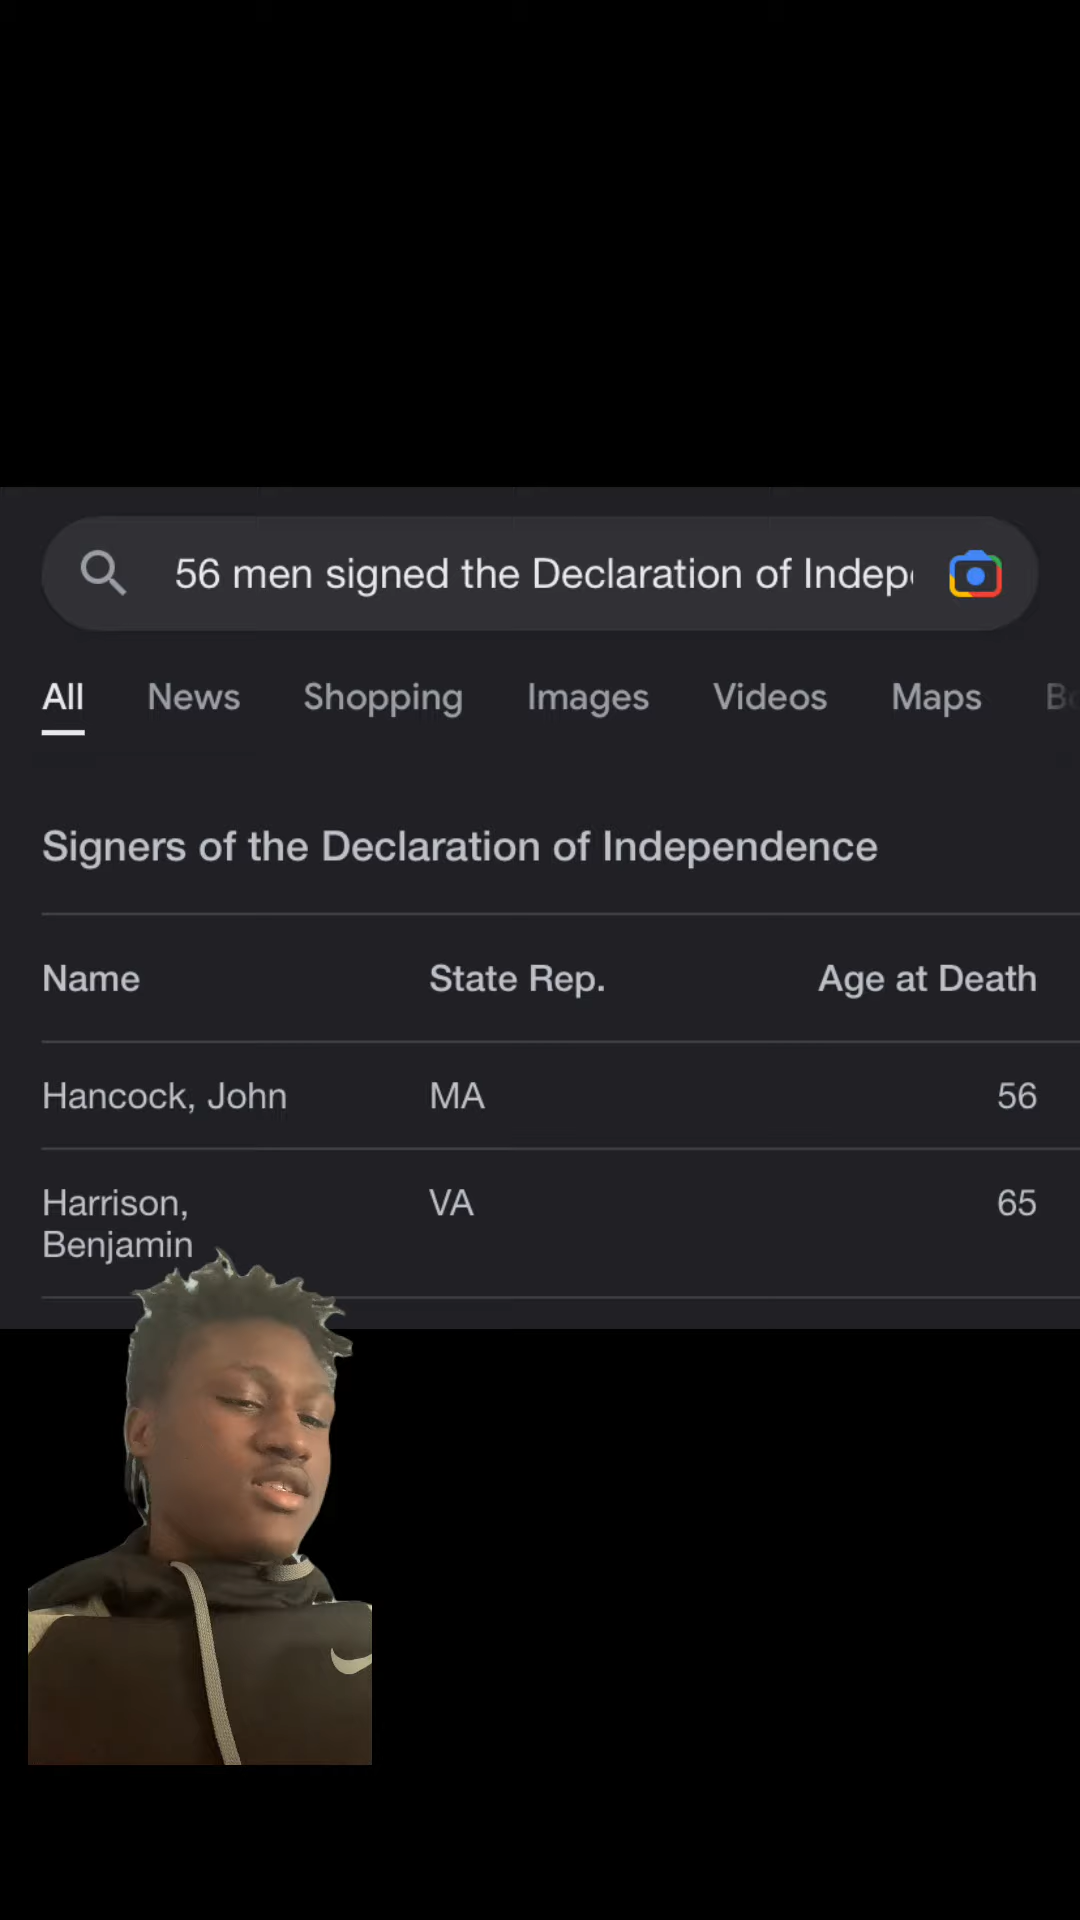 56 men signed the Declaration of Indep
All News Shopping Images Videos Maps
Signers of the Declaration of Independence
Name State Rep. Age at Death
Hancock, John MA 56
Harrison, VA 65
Benjamin